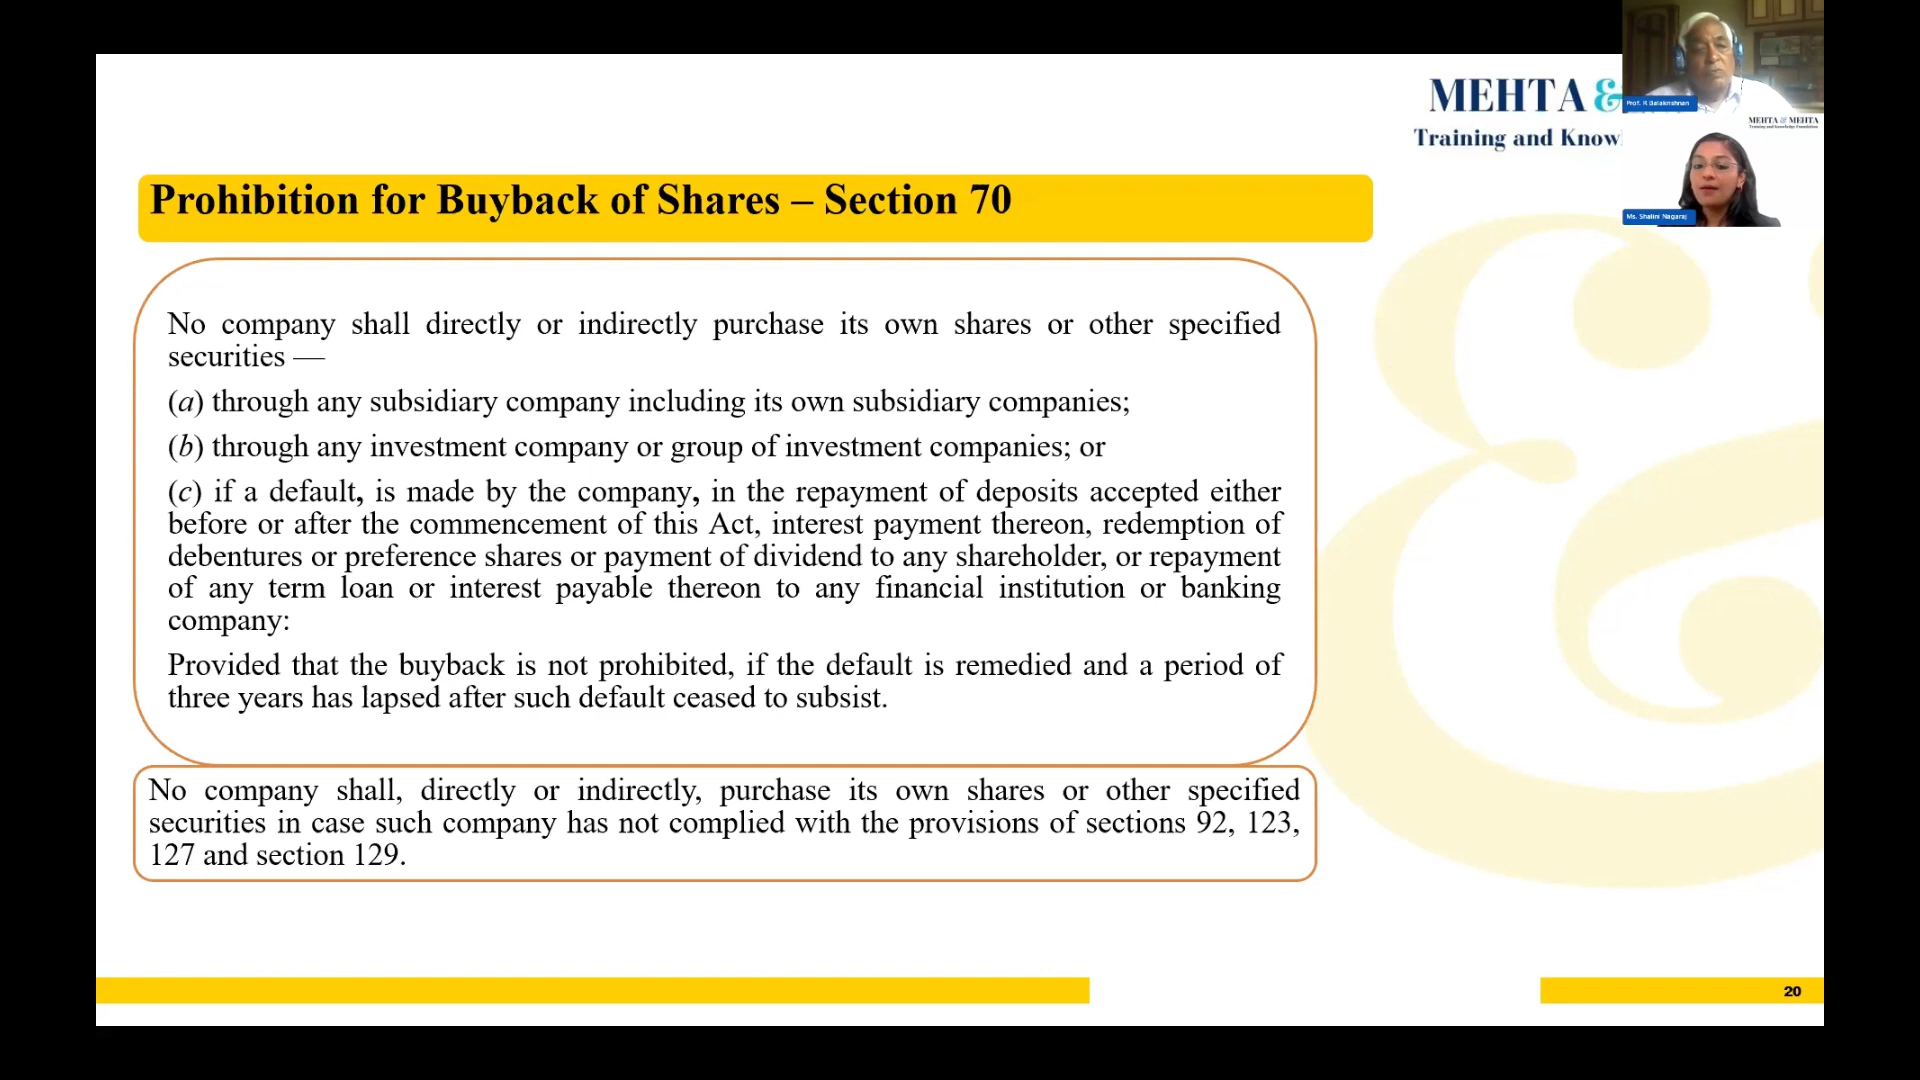 MEHTA &
Training and Know
Prof. R Balakrishnan
MEHTA & MEHTA
Training and Knowledge Foundation
Ms. Shalini Nagaraj
Prohibition for Buyback of Shares – Section 70
No company shall directly or indirectly purchase its own shares or other specified
securities —
(a) through any subsidiary company including its own subsidiary companies;
(b) through any investment company or group of investment companies; or
(c) if a default, is made by the company, in the repayment of deposits accepted either
before or after the commencement of this Act, interest payment thereon, redemption of
debentures or preference shares or payment of dividend to any shareholder, or repayment
of any term loan or interest payable thereon to any financial institution or banking
company:
Provided that the buyback is not prohibited, if the default is remedied and a period of
three years has lapsed after such default ceased to subsist.
No company shall, directly or indirectly, purchase its own shares or other specified
securities in case such company has not complied with the provisions of sections 92, 123,
127 and section 129.
20